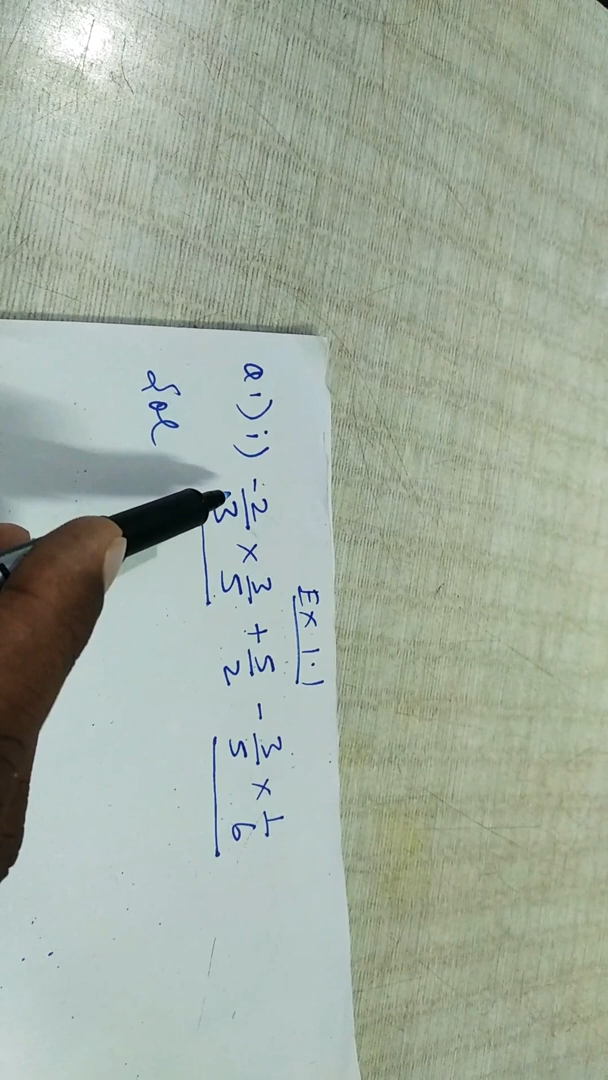 Ex 1.1
Q1) i) -2/3 × 3/5 + 5/2 - 3/5 × 1/6
Sol